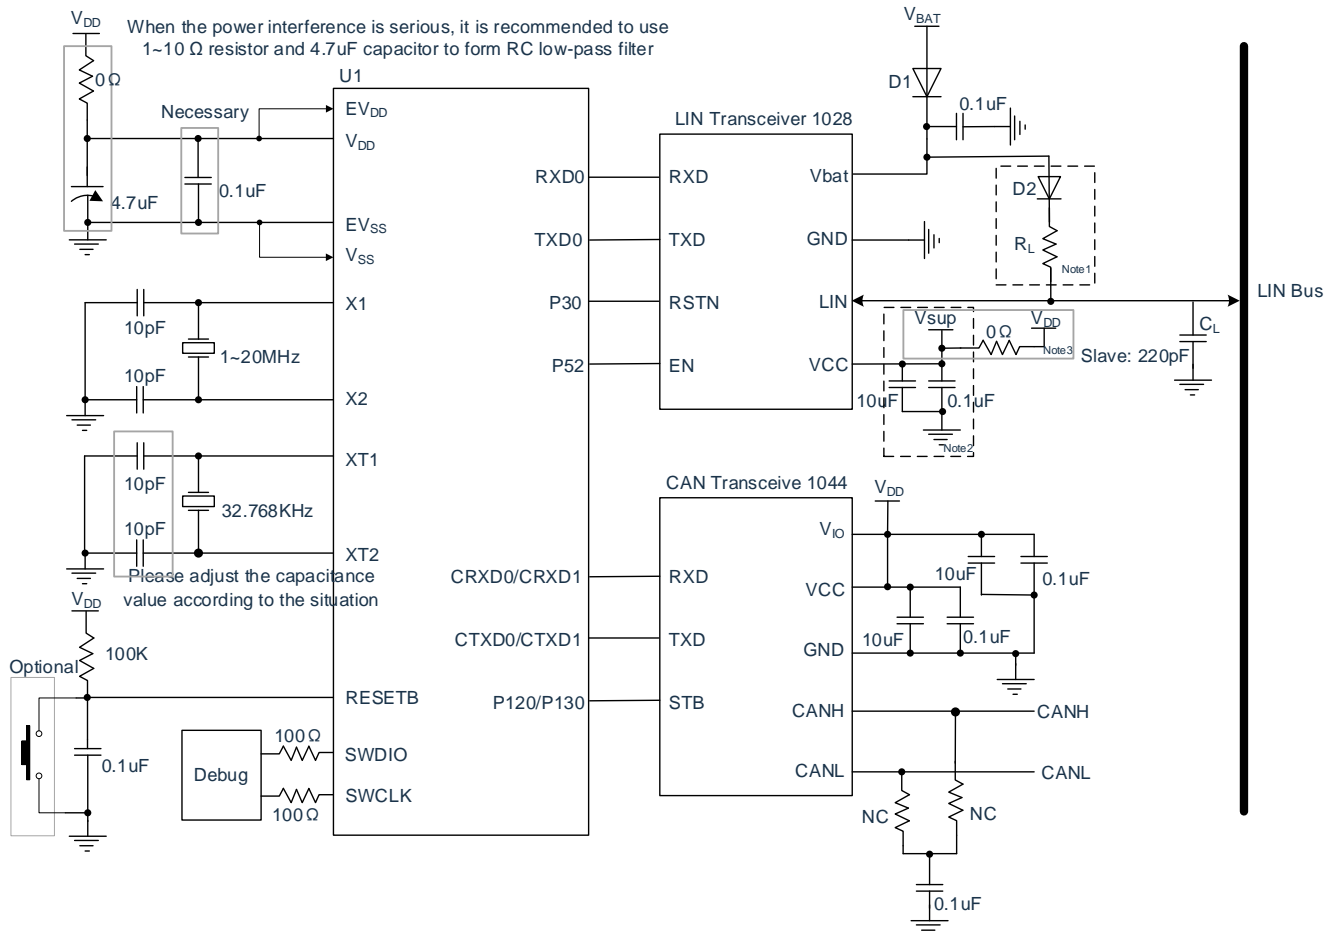 When the power interference is serious, it is recommended to use
1~10 Ω resistor and 4.7uF capacitor to form RC low-pass filter
VDD
0Ω
4.7uF
Necessary
0.1uF
U1
EVDD
VDD
EVSS
VSS
X1
10pF
1~20MHz
10pF
X2
XT1
10pF
32.768KHz
10pF
XT2
Please adjust the capacitance
value according to the situation
VDD
100K
Optional
RESETB
0.1uF
Debug
100Ω
SWDIO
SWCLK
100Ω
RXD0
TXD0
P30
P52
CRXD0/CRXD1
CTXD0/CTXD1
P120/P130
LIN Transceiver 1028
RXD
TXD
RSTN
EN
Vbat
GND
LIN
VCC
VBAT
D1
0.1uF
D2
RL
Note1
LIN Bus
Vsup
0Ω
VDD
Note3
CL
Slave: 220pF
10uF
0.1uF
Note2
CAN Transceive 1044
RXD
TXD
STB
VIO
VCC
GND
CANH
CANL
VDD
10uF
0.1uF
10uF
0.1uF
CANH
CANL
NC
NC
0.1uF